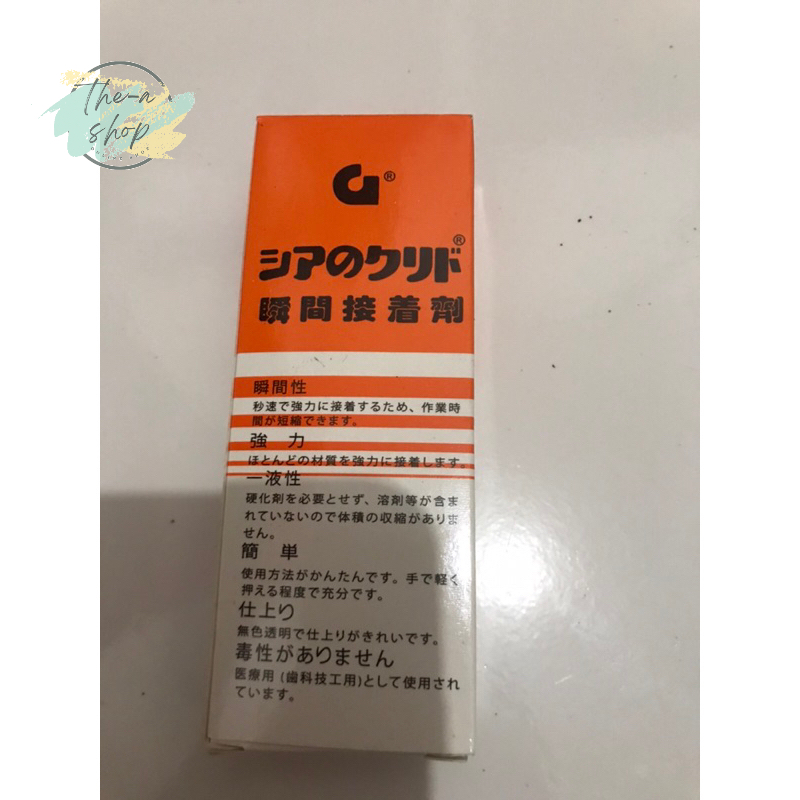 the-a
shop
G®
シアのクリド®
瞬間接着劑
瞬間性
秒速で強力に接着するため、作業時
間が短縮できます。
強 力
ほとんどの材質を強力に接着します。
一液性
硬化剤を必要とせず、溶剤等が含ま
れていないので体積の収縮がありま
せん。
簡 単
使用方法がかんたんです。手で軽く
押える程度で充分です。
仕上り
無色透明で仕上りがきれいです。
毒性がありません
医療用 (歯科技工用)として使用され
ています。